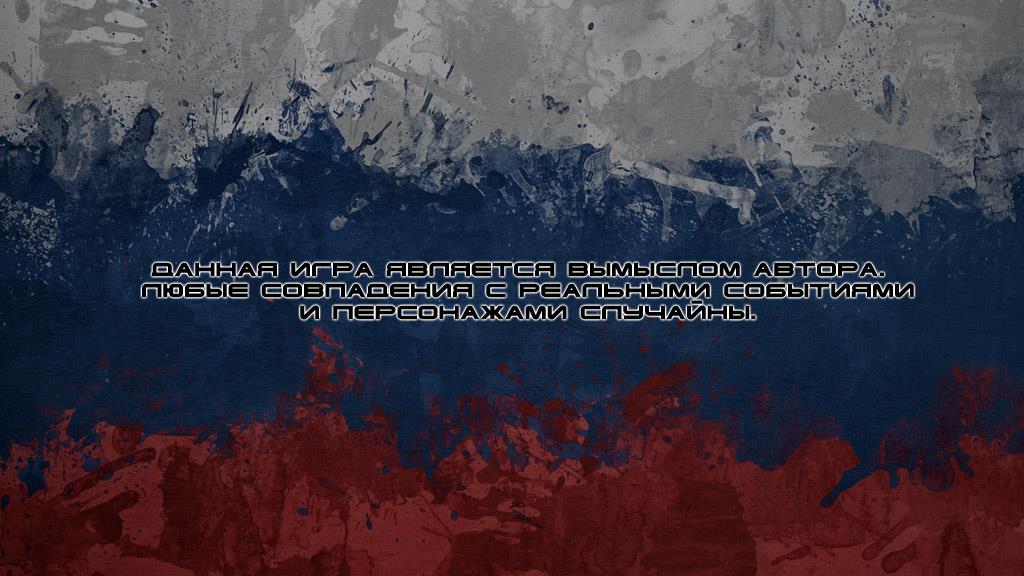 ДАННАЯ ИГРА ЯВЛЯЕТСЯ ВЫМЫСЛОМ АВТОРА.
ЛЮБЫЕ СОВПАДЕНИЯ С РЕАЛЬНЫМИ СОБЫТИЯМИ
И ПЕРСОНАЖАМИ СЛУЧАЙНЫ.